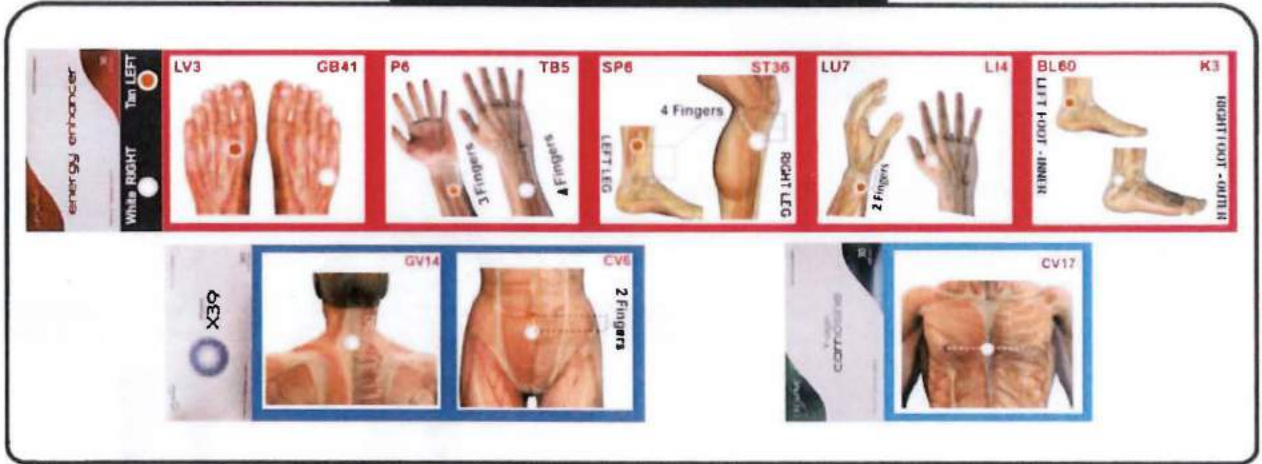 energy enhancer
White RIGHT
Tan LEFT
LV3
GB41
P6
TB5
3 Fingers
4 Fingers
SP6
ST36
4 Fingers
LEFT LEG
RIGHT LEG
LU7
LI4
2 Fingers
BL60
K3
LEFT FOOT - INNER
RIGHT FOOT - OUTER
X39
GV14
CV6
2 Fingers
carnosine
CV17